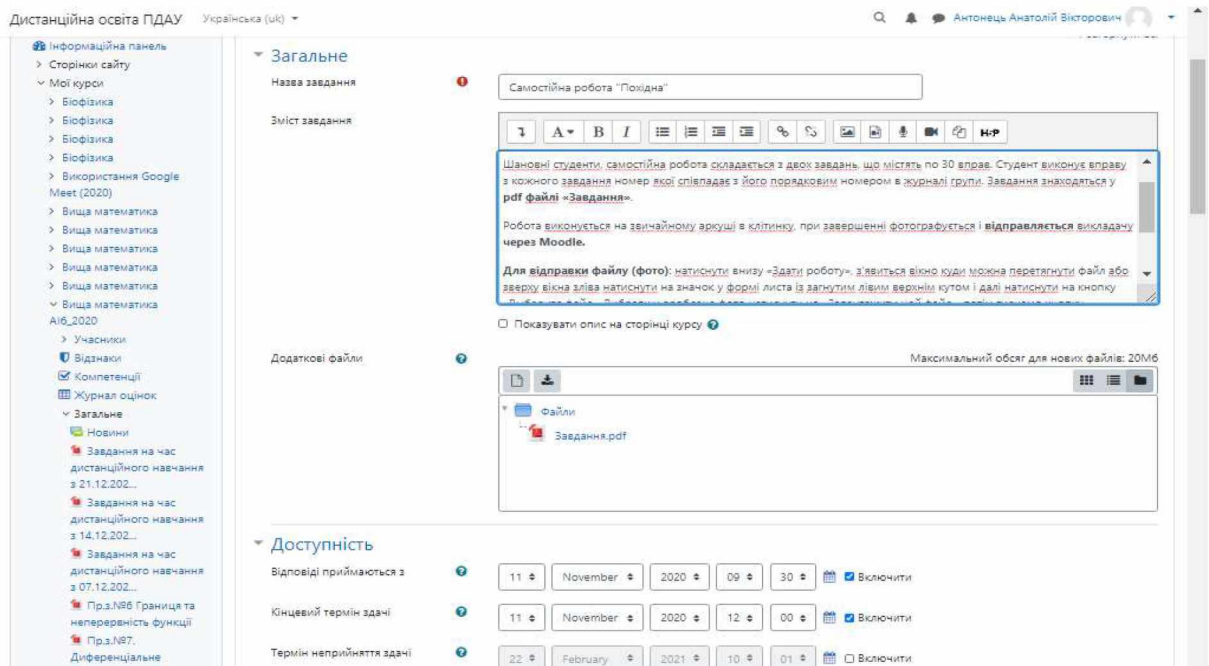 Дистанційна освіта ПДАУ Українська (uk)
Антонець Анатолій Вікторович
Інформаційна панель
Сторінки сайту
Мої курси
Біофізика
Біофізика
Біофізика
Біофізика
Використання Google
Meet (2020)
Вища математика
Вища математика
Вища математика
Вища математика
Вища математика
Вища математика
АІб_2020
Учасники
Відзнаки
Компетенції
Журнал оцінок
Загальне
Новини
Завдання на час
дистанційного навчання
з 21.12.202...
Завдання на час
дистанційного навчання
з 14.12.202...
Завдання на час
дистанційного навчання
з 07.12.202...
Пр.з.№6 Границя та
неперервність функції
Пр.з.№7.
Диференціальне
Загальне
Назва завдання
Самостійна робота "Похідна"
Зміст завдання
A B I H-P
Шановні студенти, самостійна робота складається з двох завдань, що містять по 30 вправ. Студент виконує вправу
з кожного завдання номер якої співпадає з його порядковим номером в журналі групи. Завдання знаходяться у
pdf файлі «Завдання».
Робота виконується на звичайному аркуші в клітинку, при завершенні фотографується і відправляється викладачу
через Moodle.
Для відправки файлу (фото): натиснути внизу «Здати роботу», з'явиться вікно куди можна перетягнути файл або
зверху вікна зліва натиснути на значок у формі листа із загнутим лівим верхнім кутом і далі натиснути на кнопку
Показувати опис на сторінці курсу
Додаткові файли
Максимальний обсяг для нових файлів: 20Мб
Файли
Завдання.pdf
Доступність
Відповіді приймаються з
11 November 2020 09 30 Включити
Кінцевий термін здачі
11 November 2020 12 00 Включити
Термін неприйняття здачі
22 February 2021 10 01 Включити